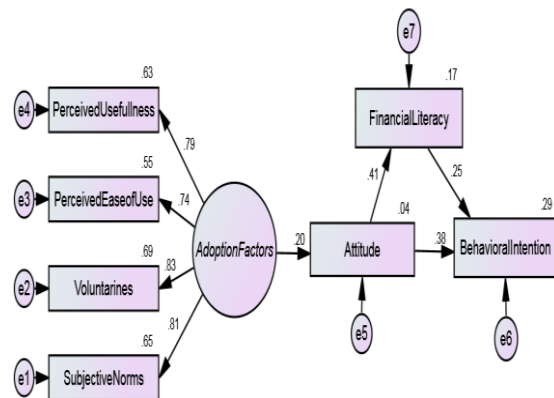 e7
.63
.17
e4
PerceivedUsefullness
FinancialLiteracy
.79
.55
.41
.25
e3
PerceivedEaseofUse
.74
.04
.29
.69
AdoptionFactors
.20
Attitude
.38
BehavioralIntention
e2
Voluntarines
.83
.65
.81
e5
e6
e1
SubjectiveNorms